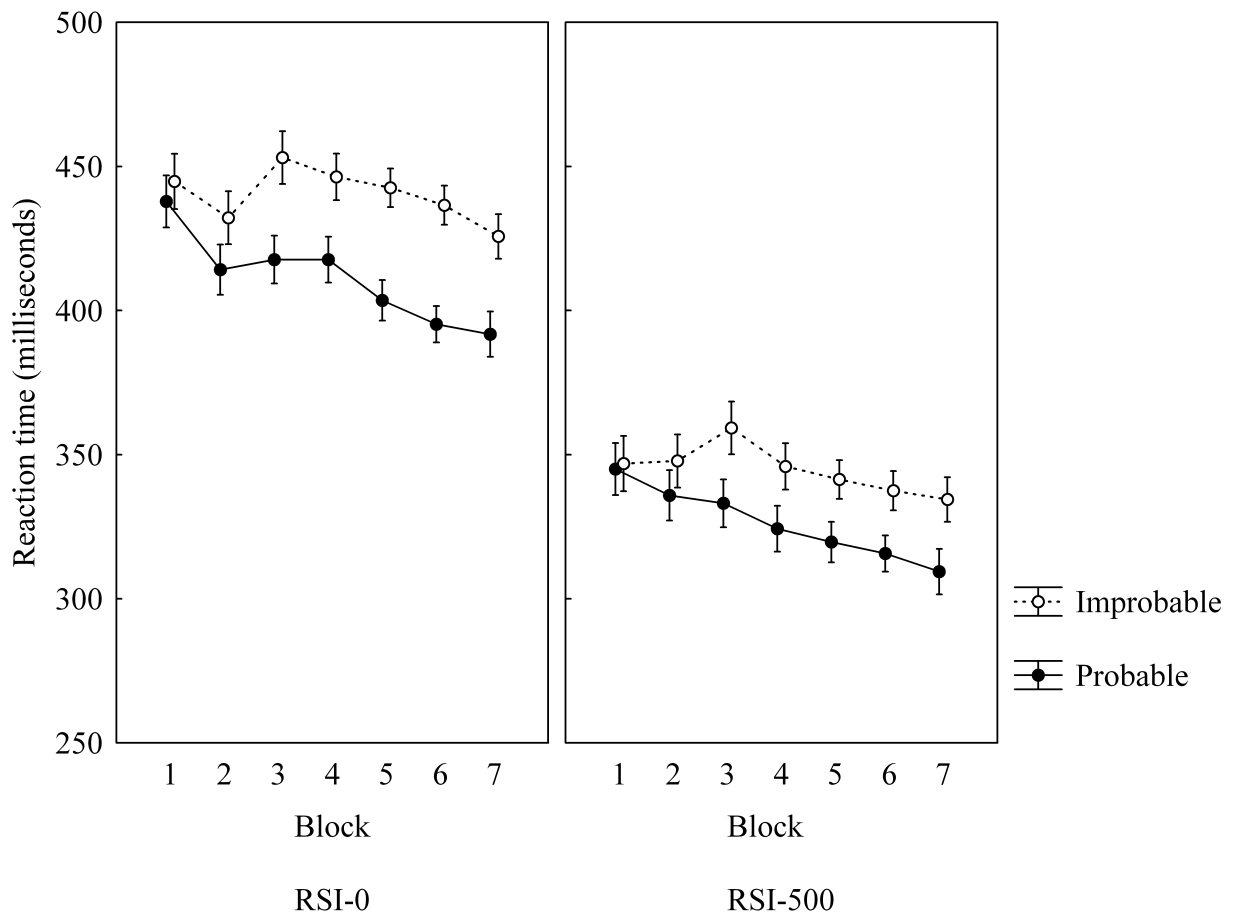 Reaction time (milliseconds)
500
450
400
350
300
250
1 2 3 4 5 6 7
Block
RSI-0
1 2 3 4 5 6 7
Block
RSI-500
Improbable
Probable